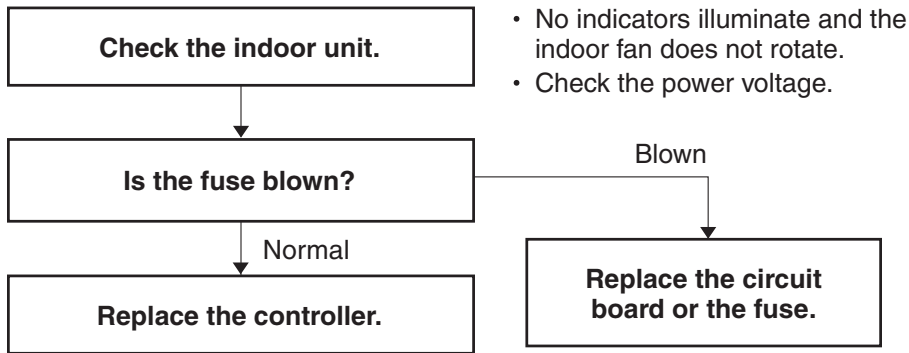 Check the indoor unit.
• No indicators illuminate and the
indoor fan does not rotate.
• Check the power voltage.
Is the fuse blown?
Blown
Normal
Replace the controller.
Replace the circuit
board or the fuse.